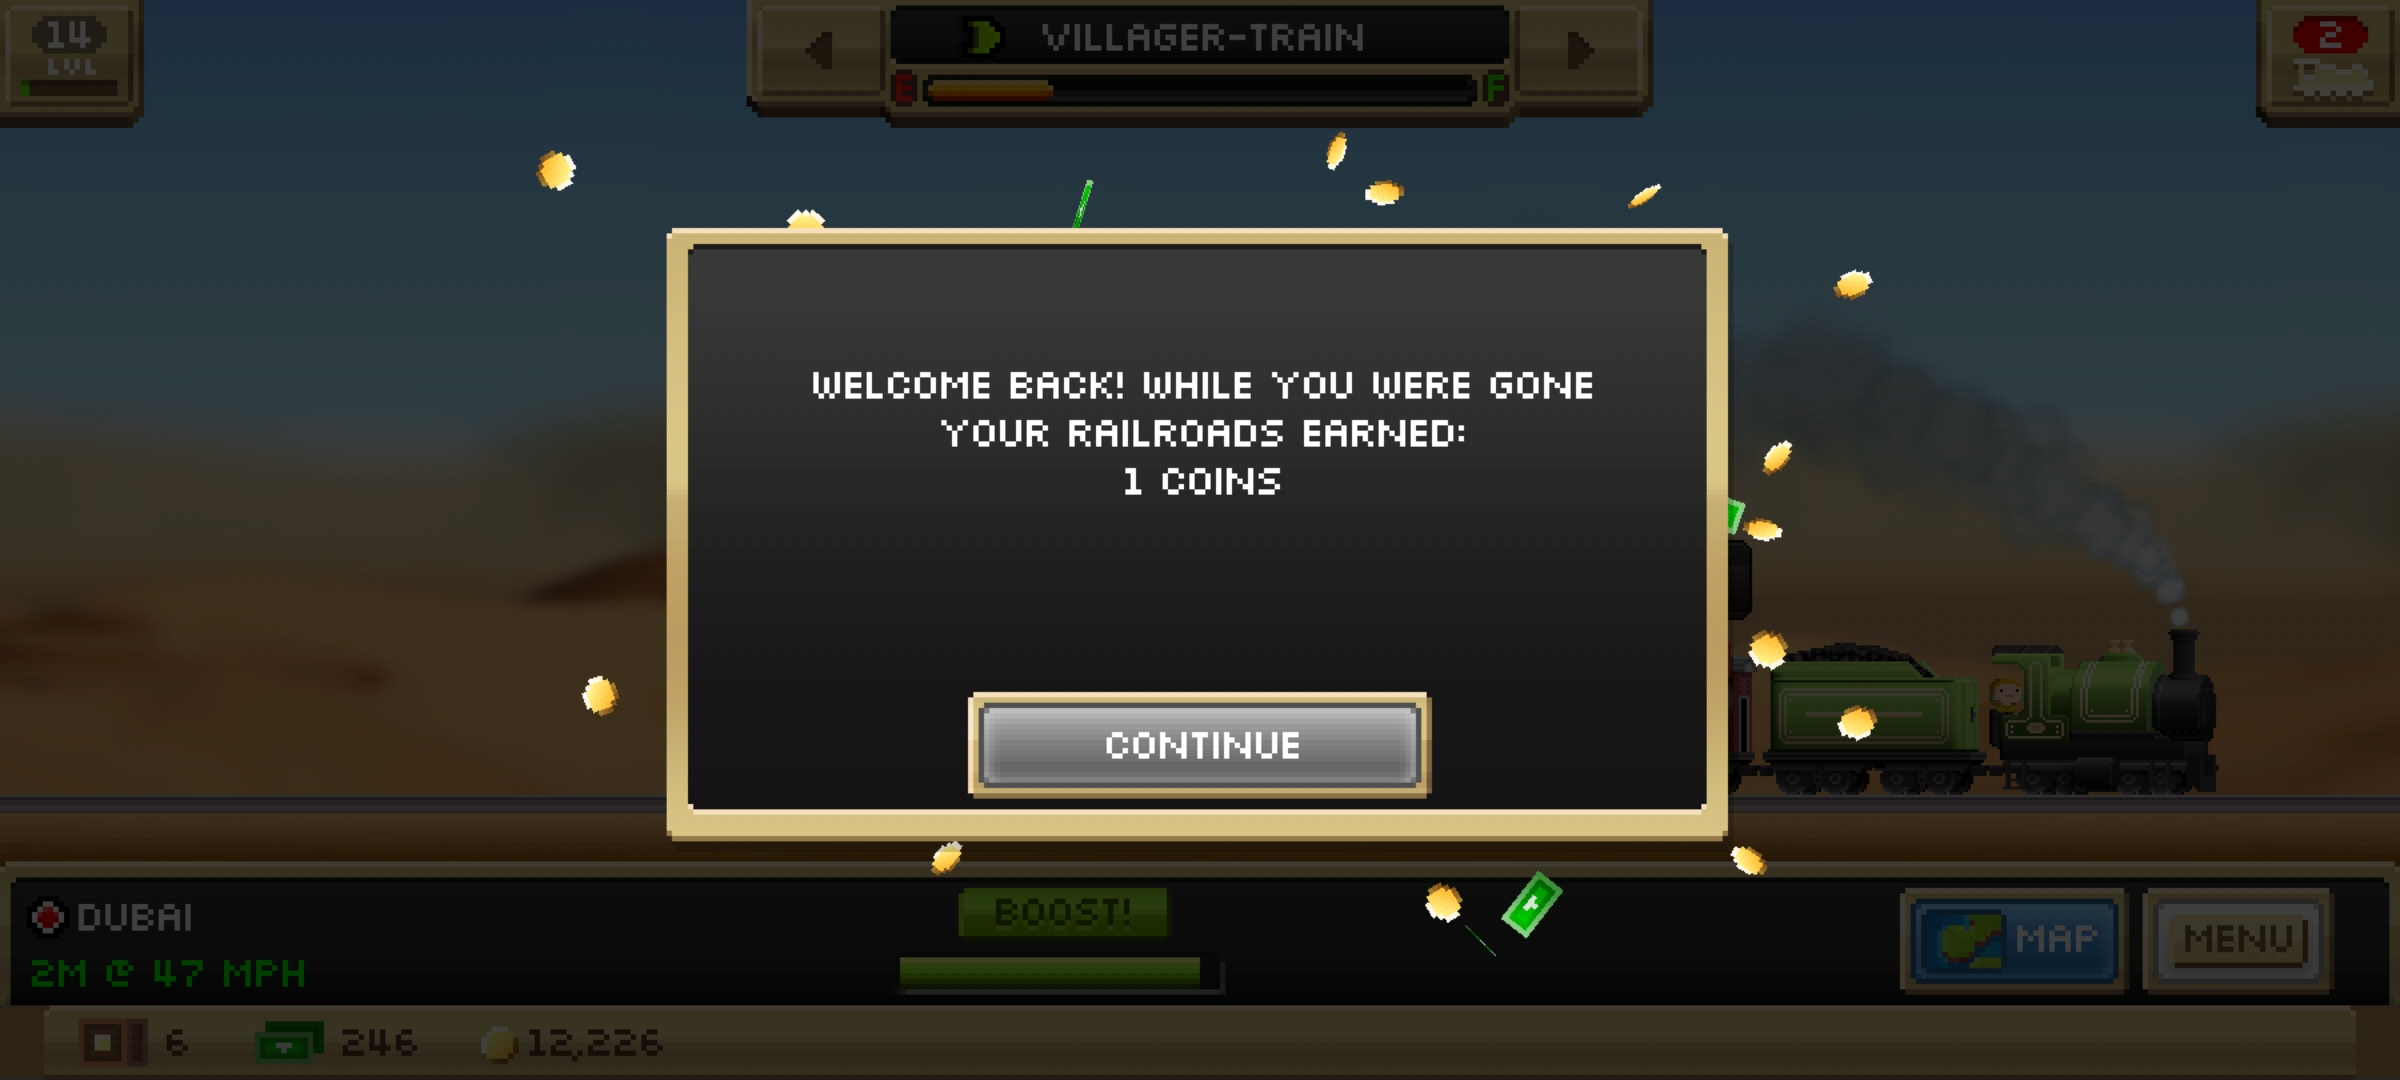 14
LVL
VILLAGER-TRAIN
E
F
2
WELCOME BACK! WHILE YOU WERE GONE
YOUR RAILROADS EARNED:
1 COINS
CONTINUE
DUBAI
2M @ 47 MPH
BOOST!
MAP
MENU
6
246
12,226